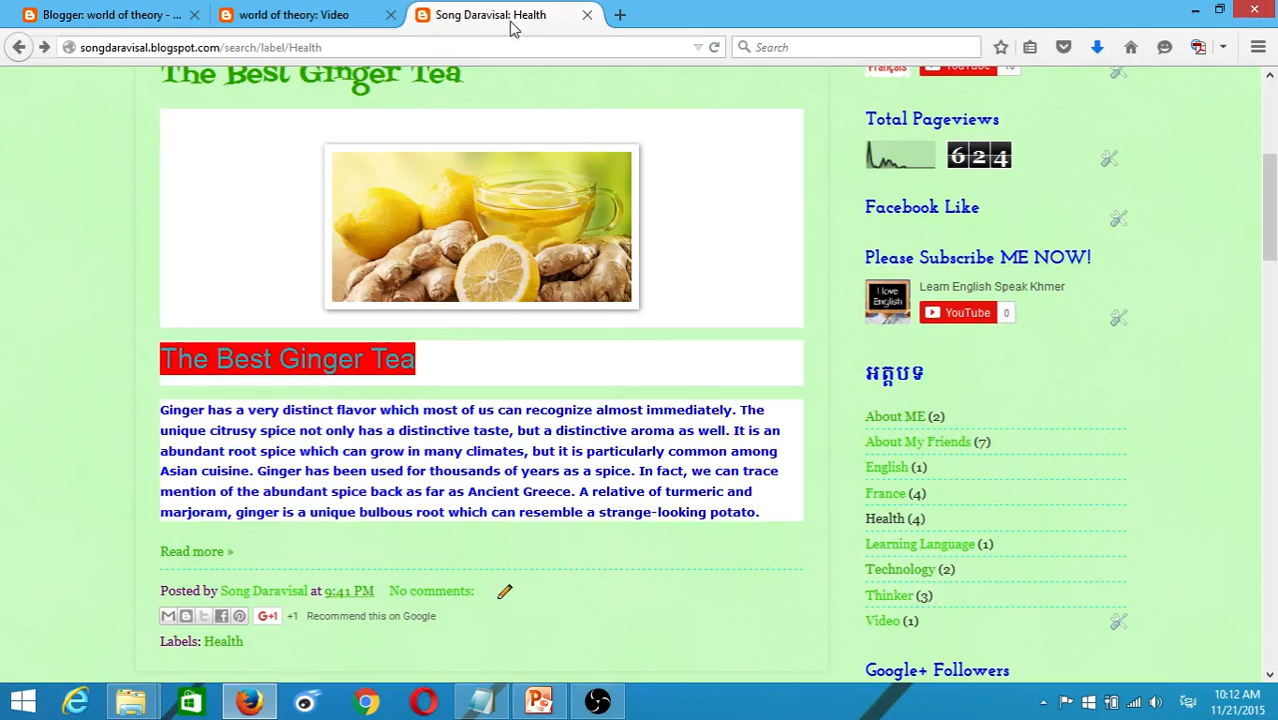 Blogger: world of theory - ...
world of theory: Video
Song Daravisal: Health
songdaravisal.blogspot.com/search/label/Health
Search
The Best Ginger Tea
The Best Ginger Tea
Ginger has a very distinct flavor which most of us can recognize almost immediately. The
unique citrusy spice not only has a distinctive taste, but a distinctive aroma as well. It is an
abundant root spice which can grow in many climates, but it is particularly common among
Asian cuisine. Ginger has been used for thousands of years as a spice. In fact, we can trace
mention of the abundant spice back as far as Ancient Greece. A relative of turmeric and
marjoram, ginger is a unique bulbous root which can resemble a strange-looking potato.
Read more »
Posted by Song Daravisal at 9:41 PM No comments:
G+1 +1 Recommend this on Google
Labels: Health
Français
YouTube
Total Pageviews
624
Facebook Like
Please Subscribe ME NOW!
I love
English
Learn English Speak Khmer
YouTube 0
អត្តបទ
About ME (2)
About My Friends (7)
English (1)
France (4)
Health (4)
Learning Language (1)
Technology (2)
Thinker (3)
Video (1)
Google+ Followers
10:12 AM
11/21/2015